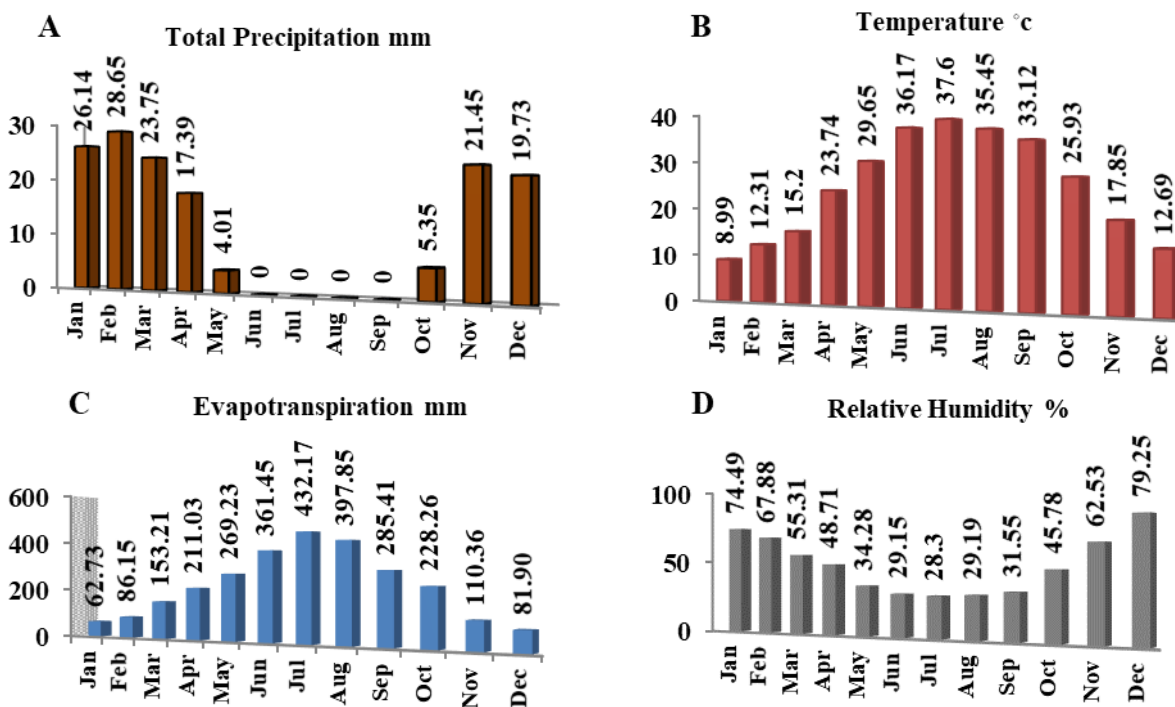 A
Total Precipitation mm
26.14 28.65 23.75 17.39 4.01 0 0 0 0 5.35 21.45 19.73
30
20
10
0
Jan Feb Mar Apr May Jun Jul Aug Sep Oct Nov Dec
B
Temperature °c
8.99 12.31 15.2 23.74 29.65 36.17 37.6 35.45 33.12 25.93 17.85 12.69
40
30
20
10
0
Jan Feb Mar Apr May Jun Jul Aug Sep Oct Nov Dec
C
Evapotranspiration mm
62.73 86.15 153.21 211.03 269.23 361.45 432.17 397.85 285.41 228.26 110.36 81.90
600
400
200
0
Jan Feb Mar Apr May Jun Jul Aug Sep Oct Nov Dec
D
Relative Humidity %
74.49 67.88 55.31 48.71 34.28 29.15 28.3 29.19 31.55 45.78 62.53 79.25
100
50
0
Jan Feb Mar Apr May Jun Jul Aug Sep Oct Nov Dec